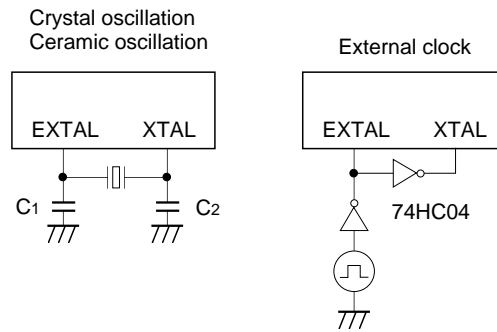 Crystal oscillation
Ceramic oscillation
EXTAL XTAL
C1 C2
External clock
EXTAL XTAL
74HC04